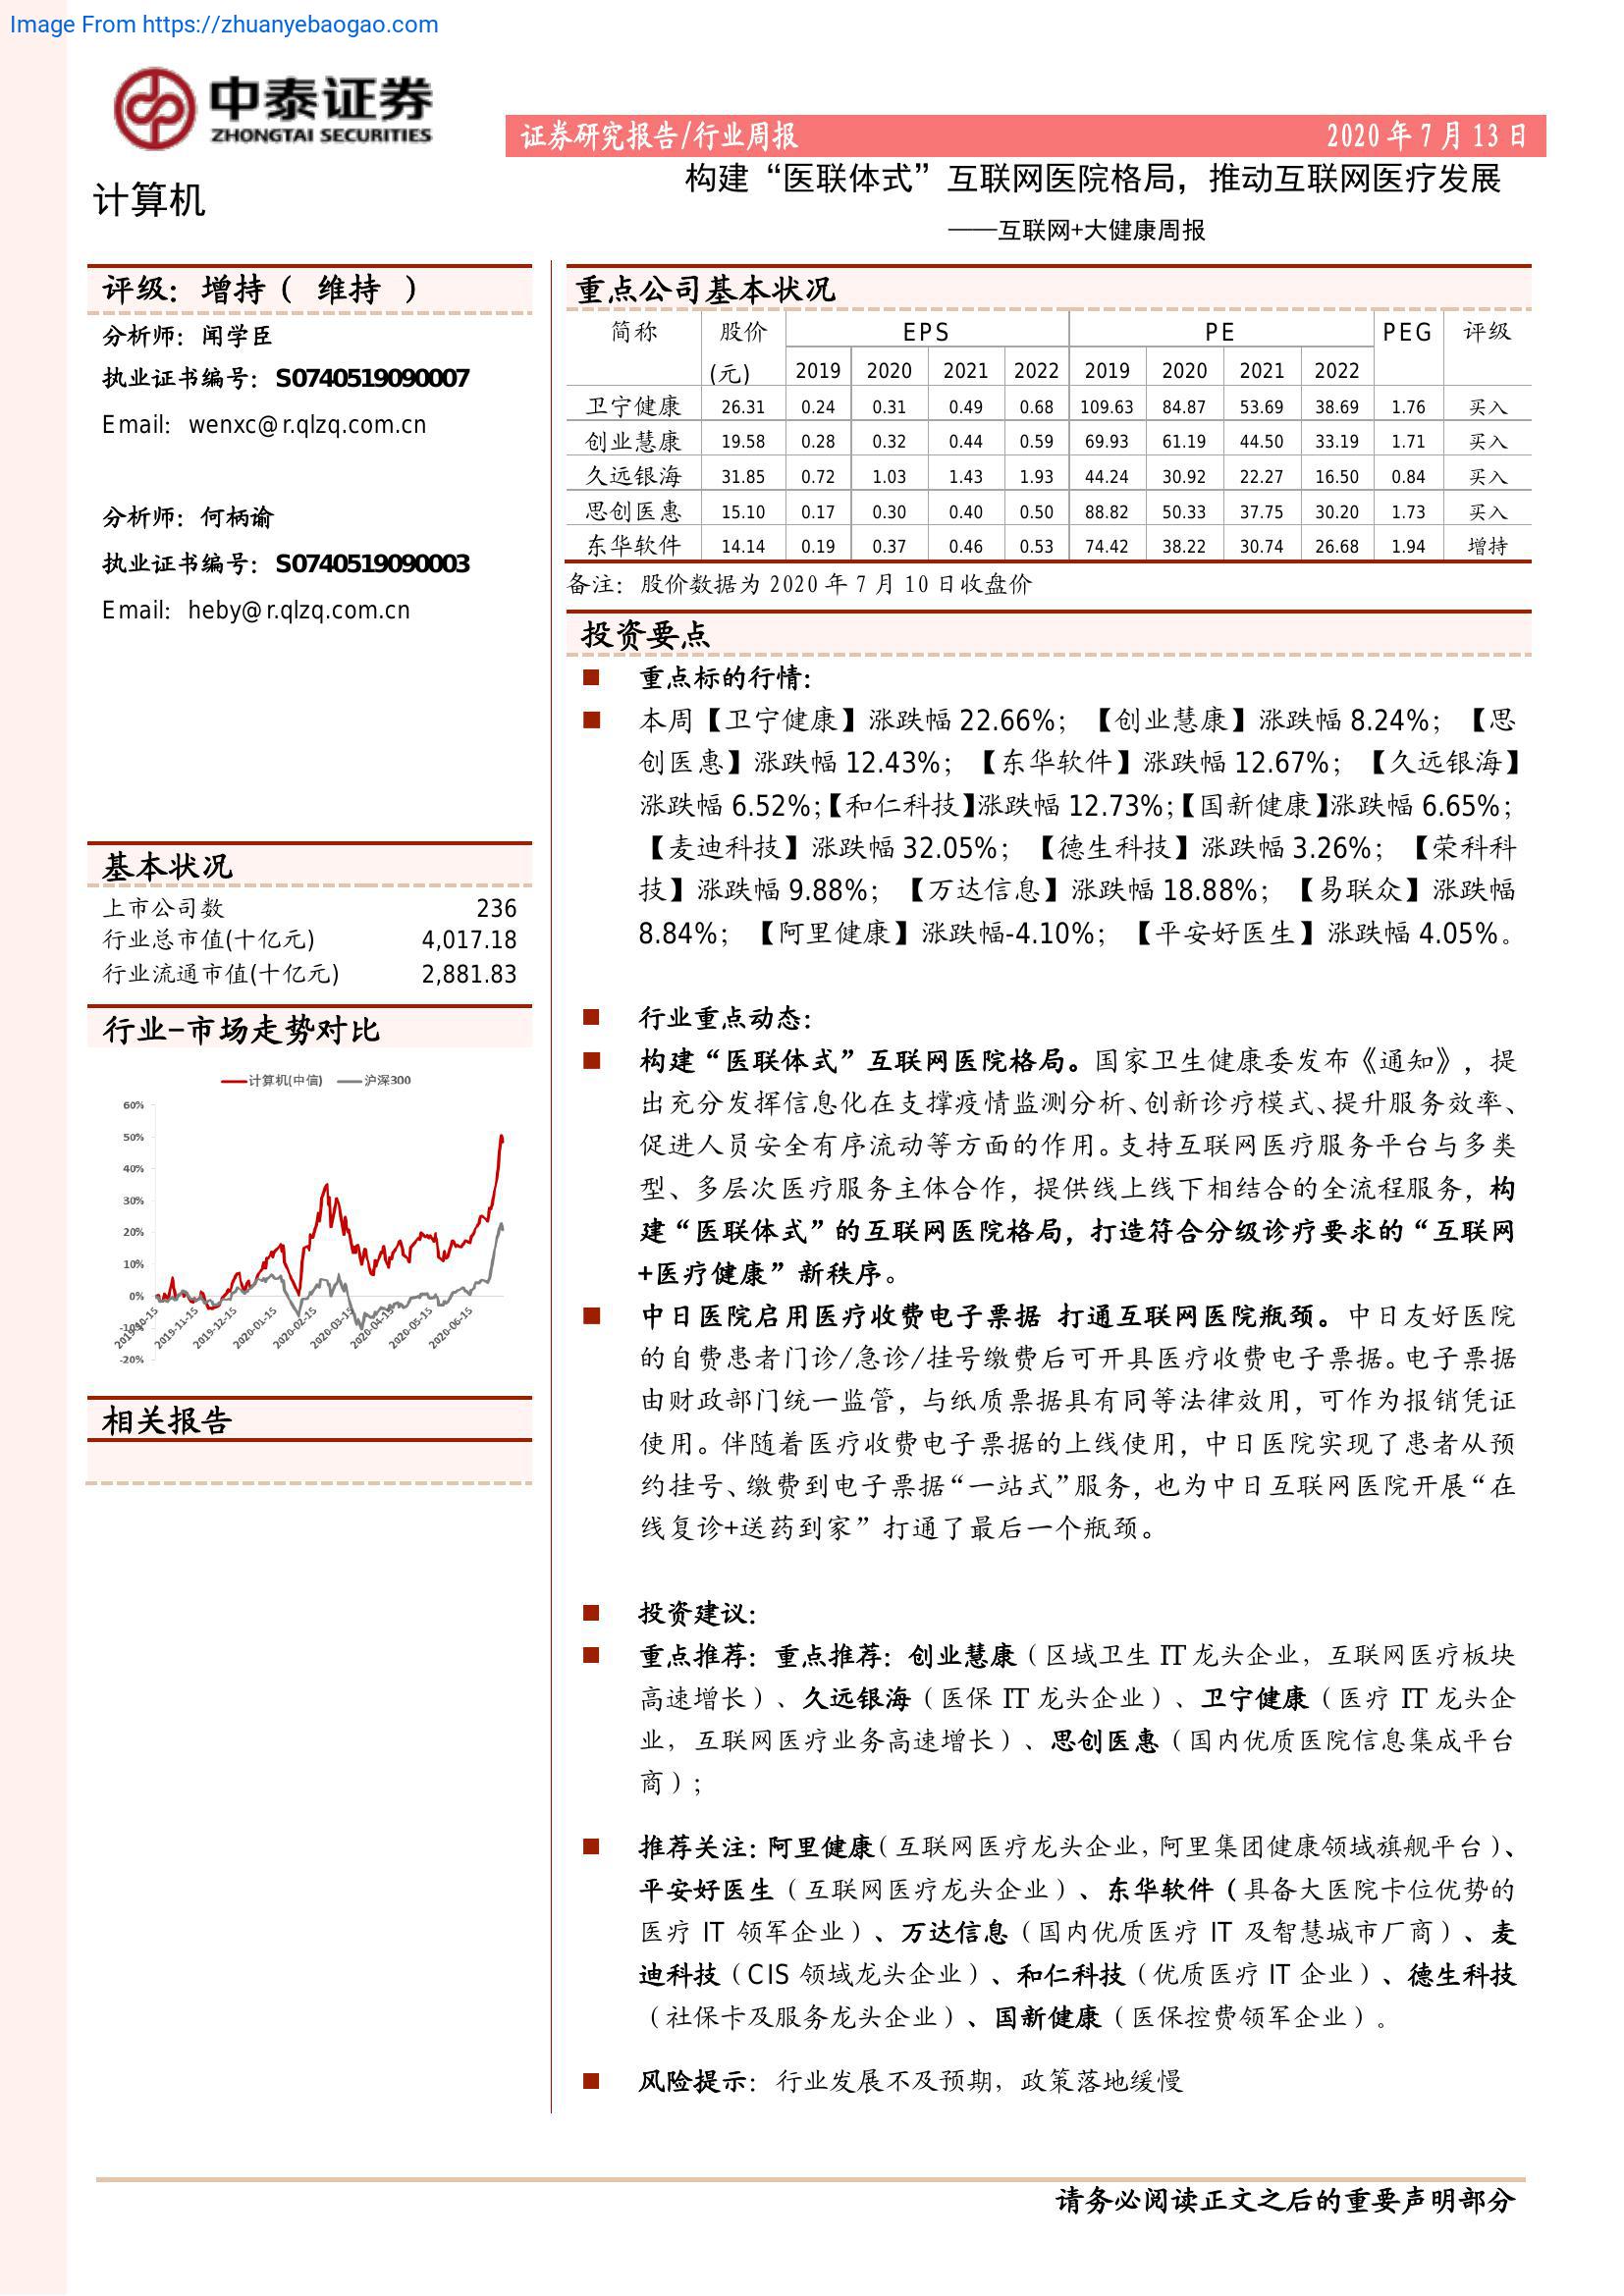 Image From https://zhuanyebaogao.com
中泰证券
ZHONGTAI SECURITIES
证券研究报告/行业周报 2020年7月13日
计算机
构建“医联体式”互联网医院格局，推动互联网医疗发展
——互联网+大健康周报
评级：增持（ 维持 ）
分析师：闻学臣
执业证书编号：S0740519090007
Email：wenxc@r.qlzq.com.cn
分析师：何柄谕
执业证书编号：S0740519090003
Email：heby@r.qlzq.com.cn
基本状况
上市公司数 236
行业总市值(十亿元) 4,017.18
行业流通市值(十亿元) 2,881.83
行业-市场走势对比
计算机(中信) 沪深300
60%
50%
40%
30%
20%
10%
0%
-10%
-20%
2019-10-15 2019-11-15 2019-12-15 2020-01-15 2020-02-15 2020-03-15 2020-04-15 2020-05-15 2020-06-15
相关报告
重点公司基本状况
简称 股价 EPS PE PEG 评级
(元) 2019 2020 2021 2022 2019 2020 2021 2022
卫宁健康 26.31 0.24 0.31 0.49 0.68 109.63 84.87 53.69 38.69 1.76 买入
创业慧康 19.58 0.28 0.32 0.44 0.59 69.93 61.19 44.50 33.19 1.71 买入
久远银海 31.85 0.72 1.03 1.43 1.93 44.24 30.92 22.27 16.50 0.84 买入
思创医惠 15.10 0.17 0.30 0.40 0.50 88.82 50.33 37.75 30.20 1.73 买入
东华软件 14.14 0.19 0.37 0.46 0.53 74.42 38.22 30.74 26.68 1.94 增持
备注：股价数据为2020年7月10日收盘价
投资要点
重点标的行情：
本周【卫宁健康】涨跌幅22.66%；【创业慧康】涨跌幅8.24%；【思
创医惠】涨跌幅12.43%；【东华软件】涨跌幅12.67%；【久远银海】
涨跌幅6.52%；【和仁科技】涨跌幅12.73%；【国新健康】涨跌幅6.65%；
【麦迪科技】涨跌幅32.05%；【德生科技】涨跌幅3.26%；【荣科科
技】涨跌幅9.88%；【万达信息】涨跌幅18.88%；【易联众】涨跌幅
8.84%；【阿里健康】涨跌幅-4.10%；【平安好医生】涨跌幅4.05%。
行业重点动态：
构建“医联体式”互联网医院格局。国家卫生健康委发布《通知》，提
出充分发挥信息化在支撑疫情监测分析、创新诊疗模式、提升服务效率、
促进人员安全有序流动等方面的作用。支持互联网医疗服务平台与多类
型、多层次医疗服务主体合作，提供线上线下相结合的全流程服务，构
建“医联体式”的互联网医院格局，打造符合分级诊疗要求的“互联网
+医疗健康”新秩序。
中日医院启用医疗收费电子票据 打通互联网医院瓶颈。中日友好医院
的自费患者门诊/急诊/挂号缴费后可开具医疗收费电子票据。电子票据
由财政部门统一监管，与纸质票据具有同等法律效用，可作为报销凭证
使用。伴随着医疗收费电子票据的上线使用，中日医院实现了患者从预
约挂号、缴费到电子票据“一站式”服务，也为中日互联网医院开展“在
线复诊+送药到家”打通了最后一个瓶颈。
投资建议：
重点推荐：重点推荐：创业慧康（区域卫生IT龙头企业，互联网医疗板块
高速增长）、久远银海（医保IT龙头企业）、卫宁健康（医疗IT龙头企
业，互联网医疗业务高速增长）、思创医惠（国内优质医院信息集成平台
商）；
推荐关注：阿里健康（互联网医疗龙头企业，阿里集团健康领域旗舰平台）、
平安好医生（互联网医疗龙头企业）、东华软件（具备大医院卡位优势的
医疗IT领军企业）、万达信息（国内优质医疗IT及智慧城市厂商）、麦
迪科技（CIS领域龙头企业）、和仁科技（优质医疗IT企业）、德生科技
（社保卡及服务龙头企业）、国新健康（医保控费领军企业）。
风险提示：行业发展不及预期，政策落地缓慢
请务必阅读正文之后的重要声明部分